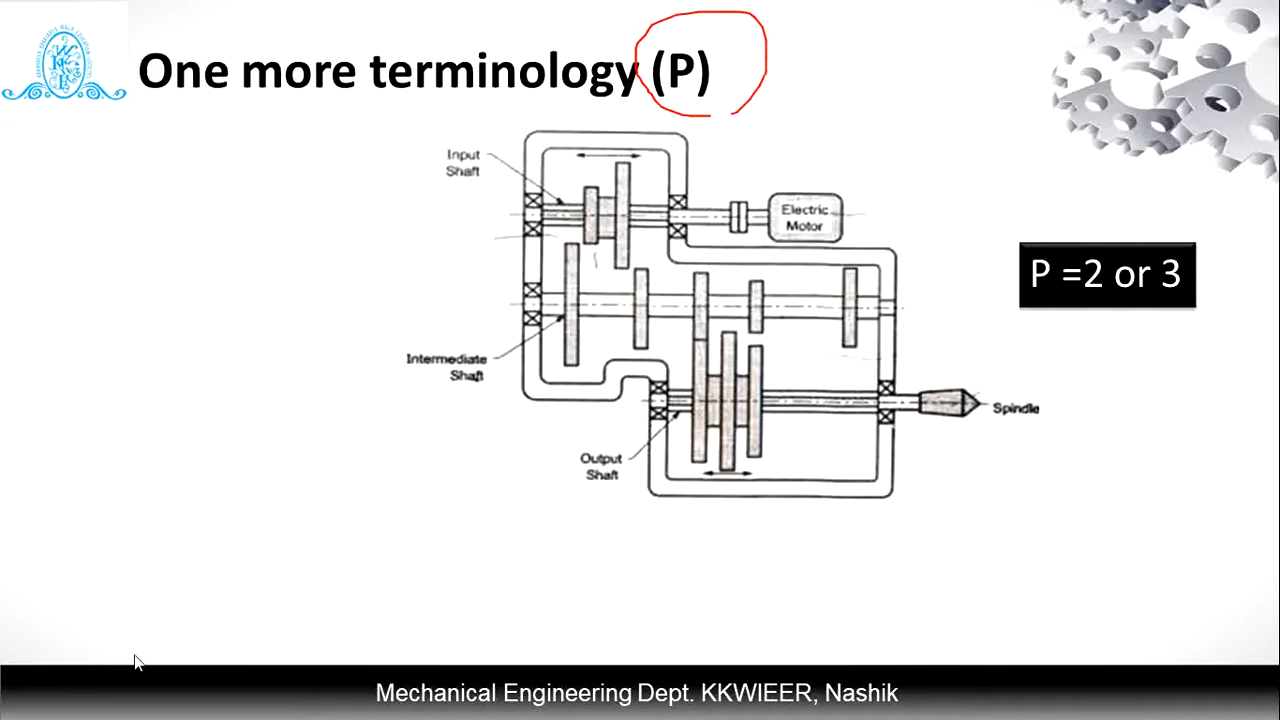 One more terminology (P)
Input
Shaft
Electric
Motor
P =2 or 3
Intermediate
Shaft
Spindle
Output
Shaft
Mechanical Engineering Dept. KKWIEER, Nashik